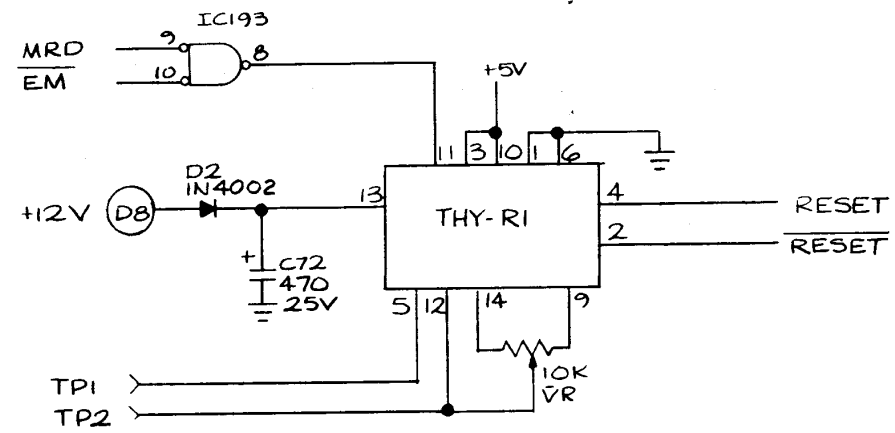 IC193
MRD
9
8
EM
10
+5V
11 3 10 1 6
D2
1N4002
13
+12V
D8
THY-R1
4
RESET
2
RESET
+
C72
470
25V
5 12 14 9
10K
VR
TP1
TP2